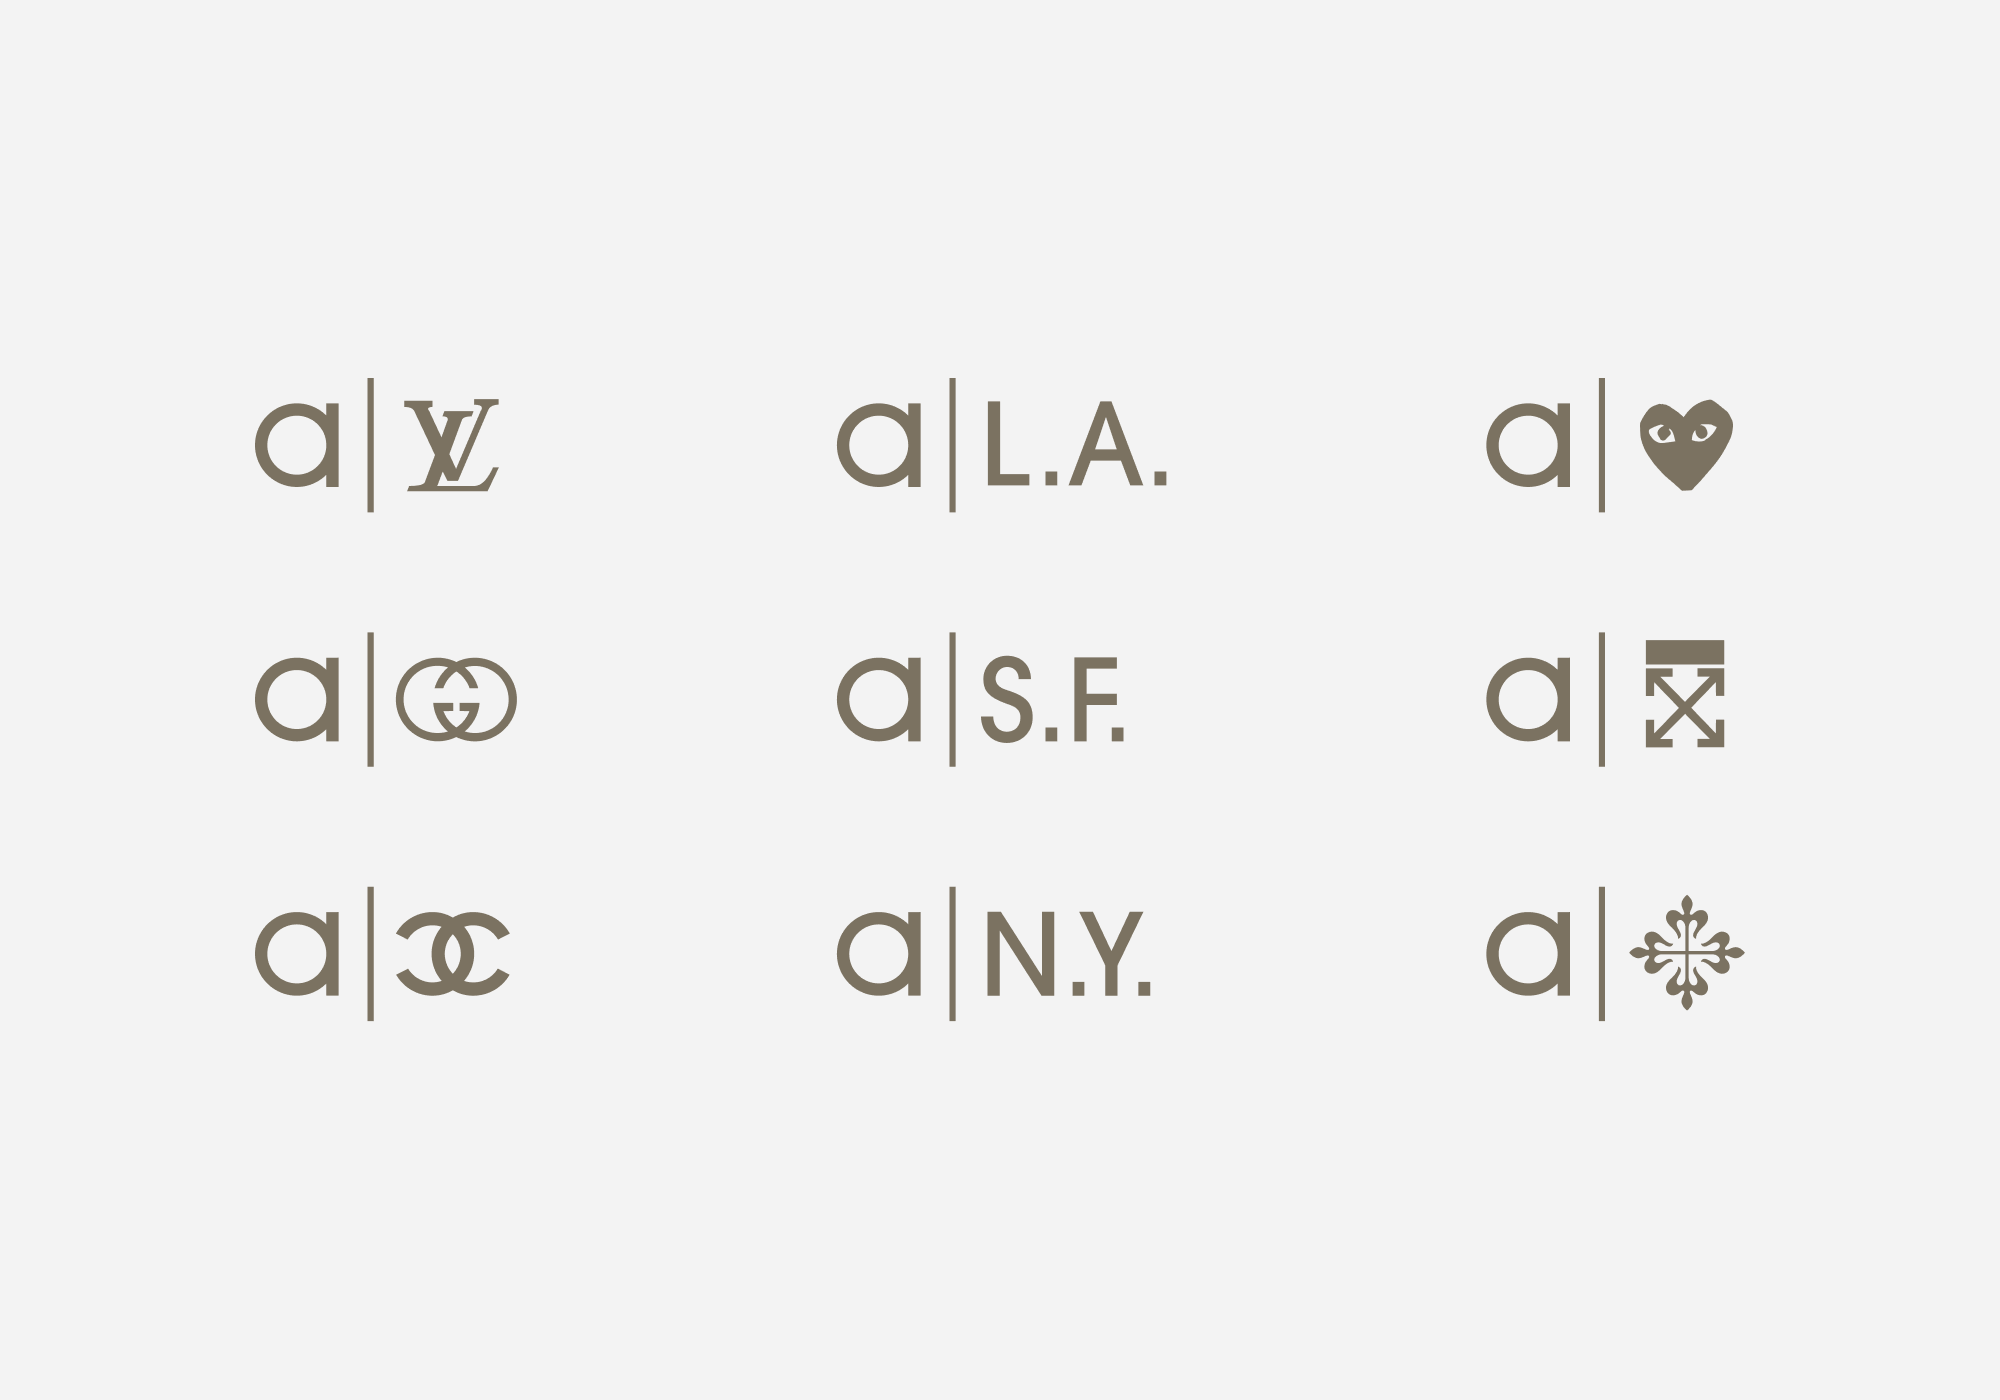 a | LV
a | L.A.
a |
a | GG
a | S.F.
a |
a | CC
a | N.Y.
a |